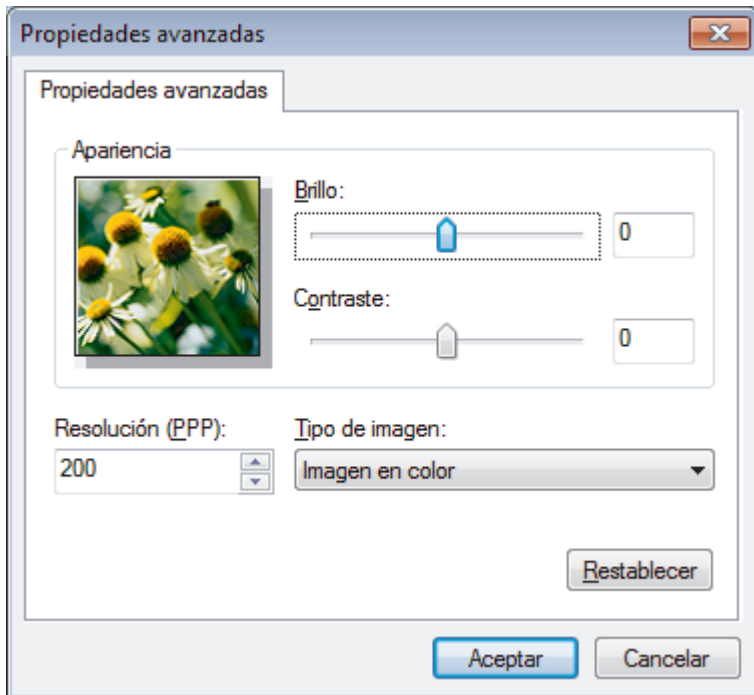 Propiedades avanzadas
Propiedades avanzadas
Apariencia
Brillo:
0
Contraste:
0
Resolución (PPP):
Tipo de imagen:
200
Imagen en color
Restablecer
Aceptar
Cancelar